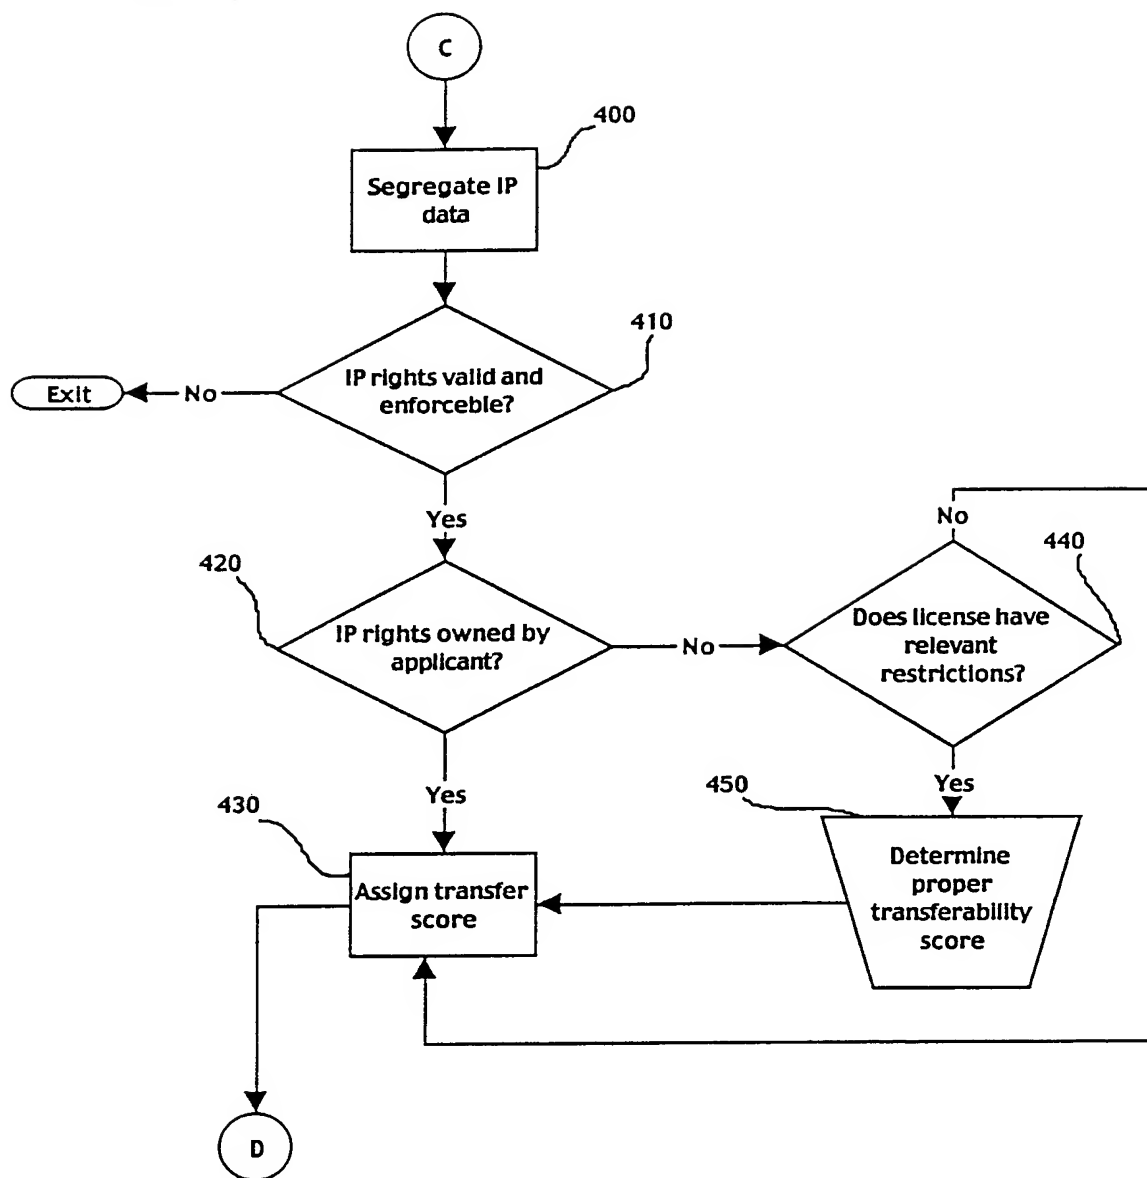 C
400
Segregate IP
data
410
IP rights valid and
enforceble?
Exit
No
Yes
No
420
440
IP rights owned by
applicant?
No
Does license have
relevant
restrictions?
Yes
Yes
430
450
Assign transfer
score
Determine
proper
transferability
score
D